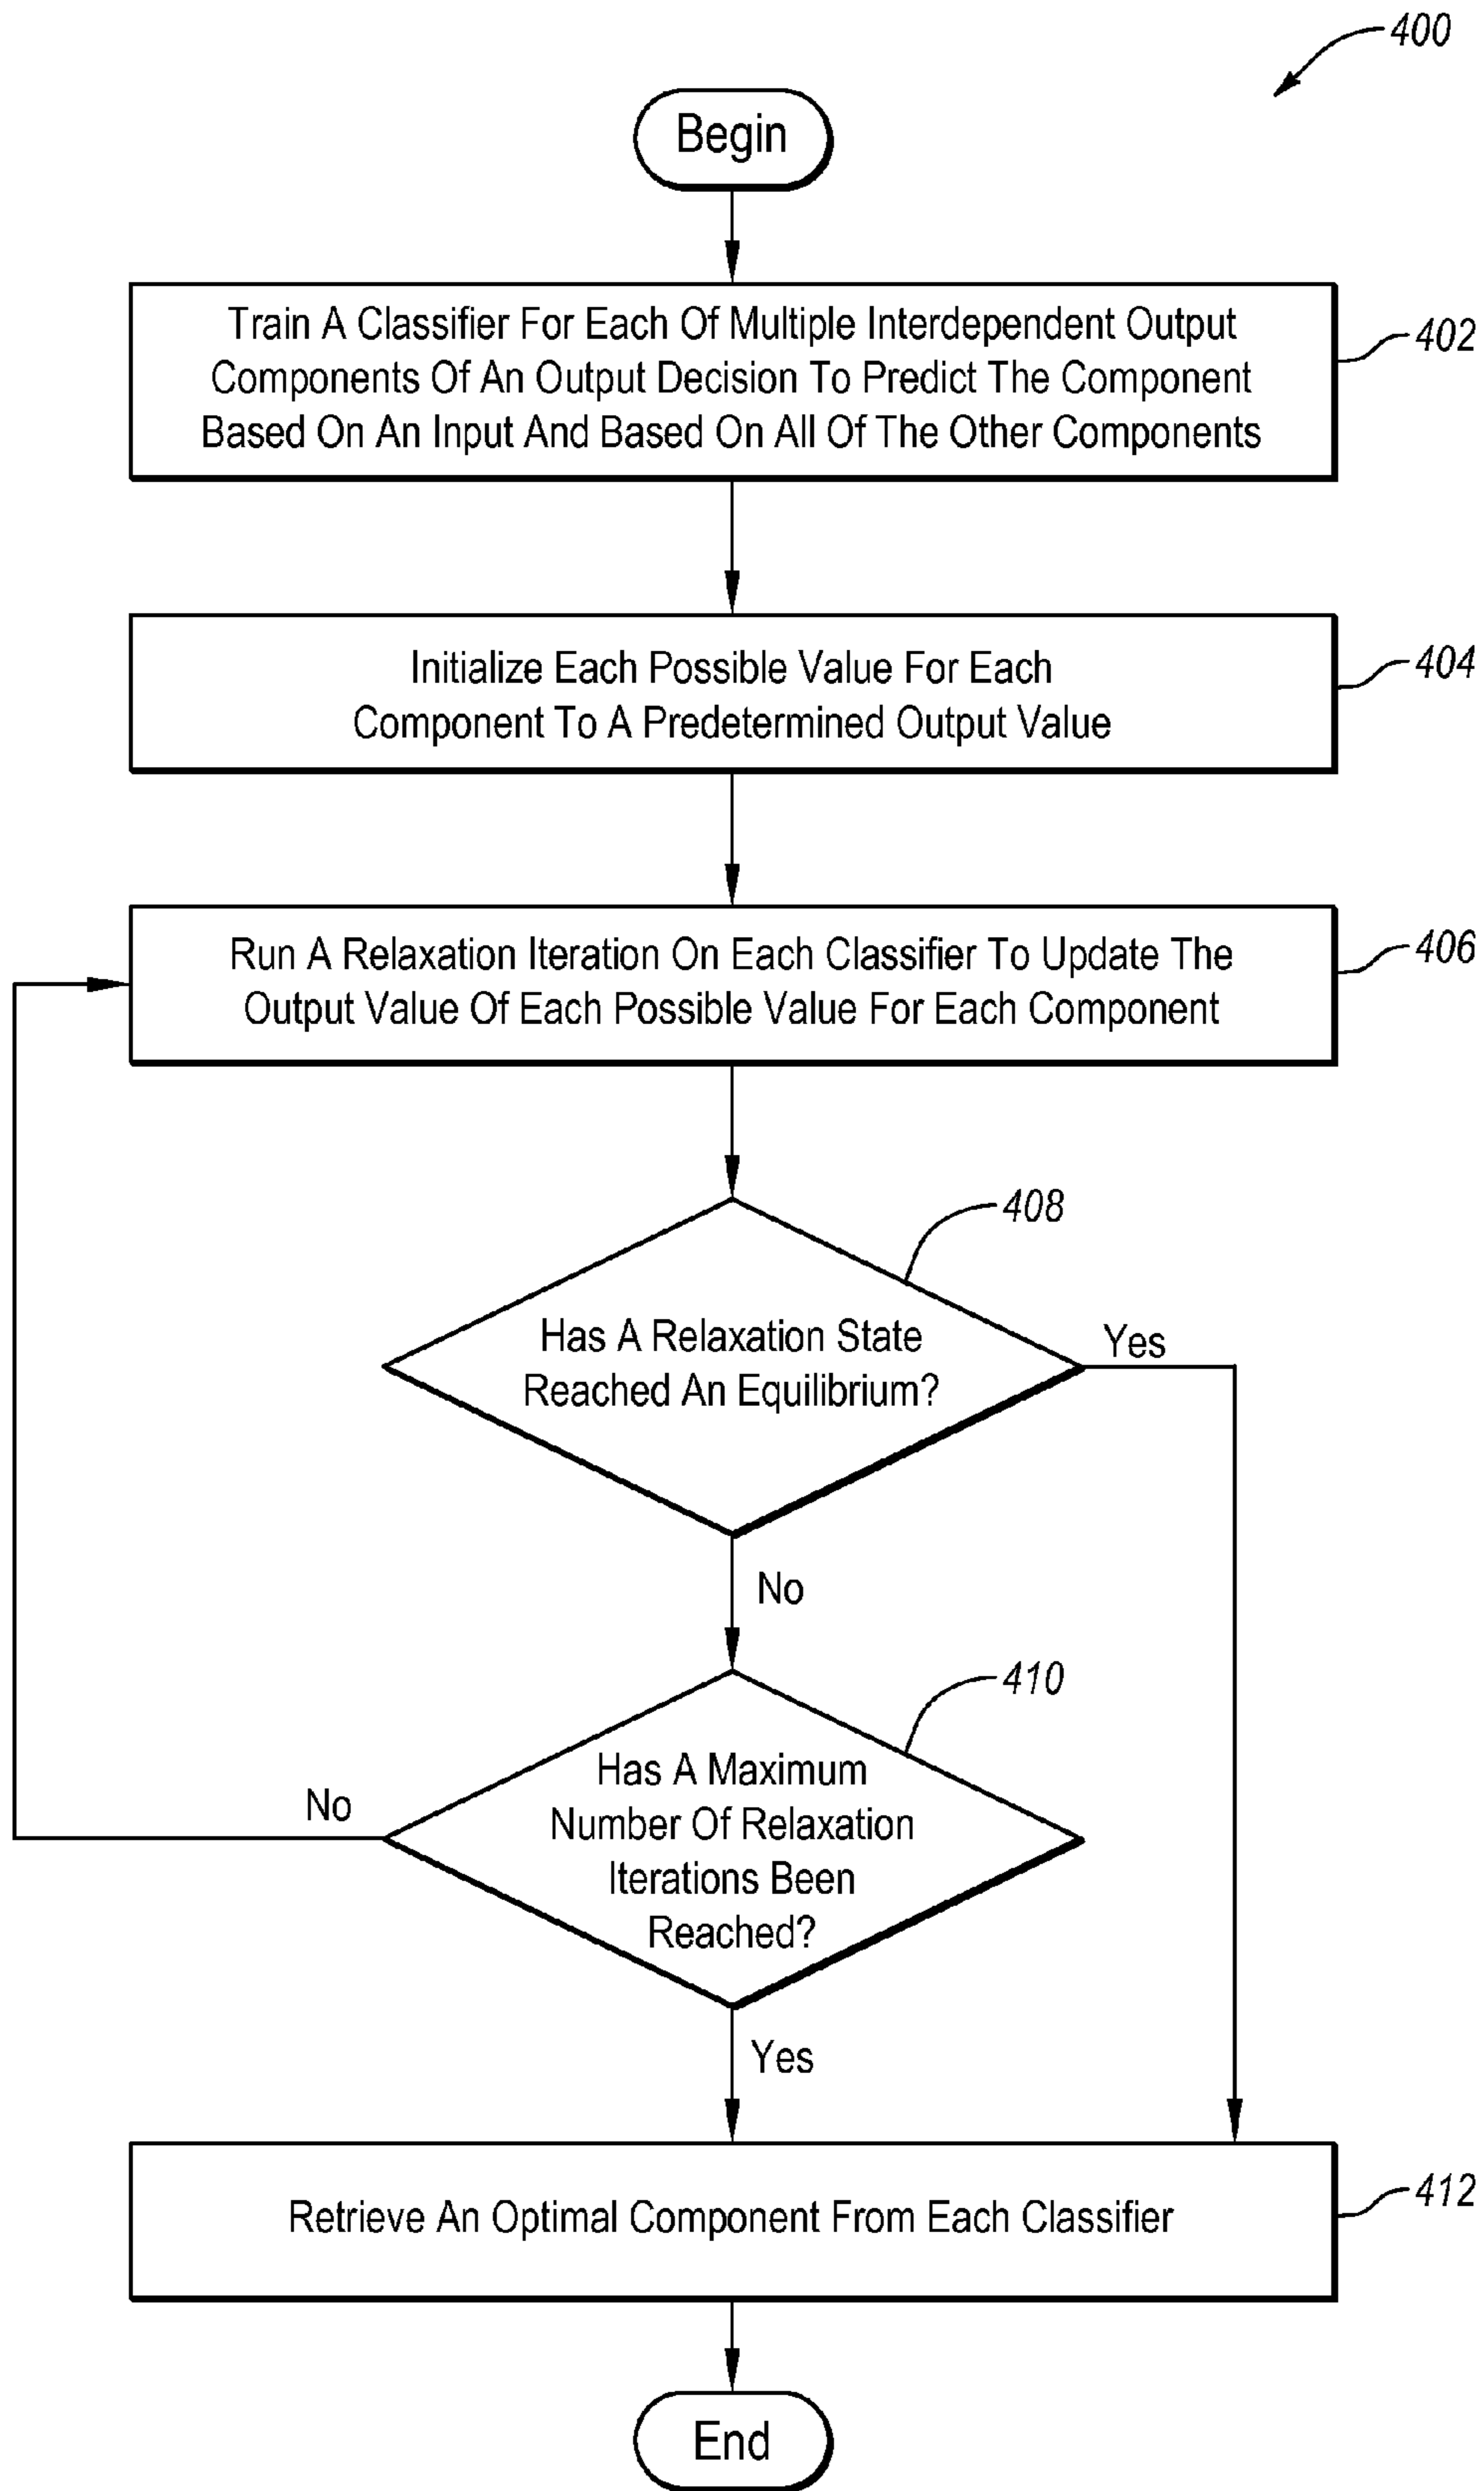 400
Begin
Train A Classifier For Each Of Multiple Interdependent Output
Components Of An Output Decision To Predict The Component
Based On An Input And Based On All Of The Other Components
402
Initialize Each Possible Value For Each
Component To A Predetermined Output Value
404
Run A Relaxation Iteration On Each Classifier To Update The
Output Value Of Each Possible Value For Each Component
406
408
Has A Relaxation State
Reached An Equilibrium?
Yes
No
410
Has A Maximum
Number Of Relaxation
Iterations Been
Reached?
No
Yes
Retrieve An Optimal Component From Each Classifier
412
End